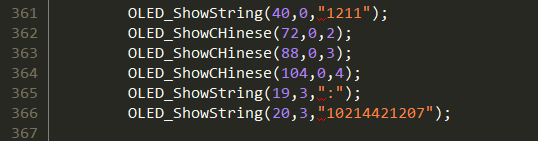 361 OLED_ShowString(40,0,"1211");
362 OLED_ShowCHinese(72,0,2);
363 OLED_ShowCHinese(88,0,3);
364 OLED_ShowCHinese(104,0,4);
365 OLED_ShowString(19,3,":");
366 OLED_ShowString(20,3,"10214421207");
367